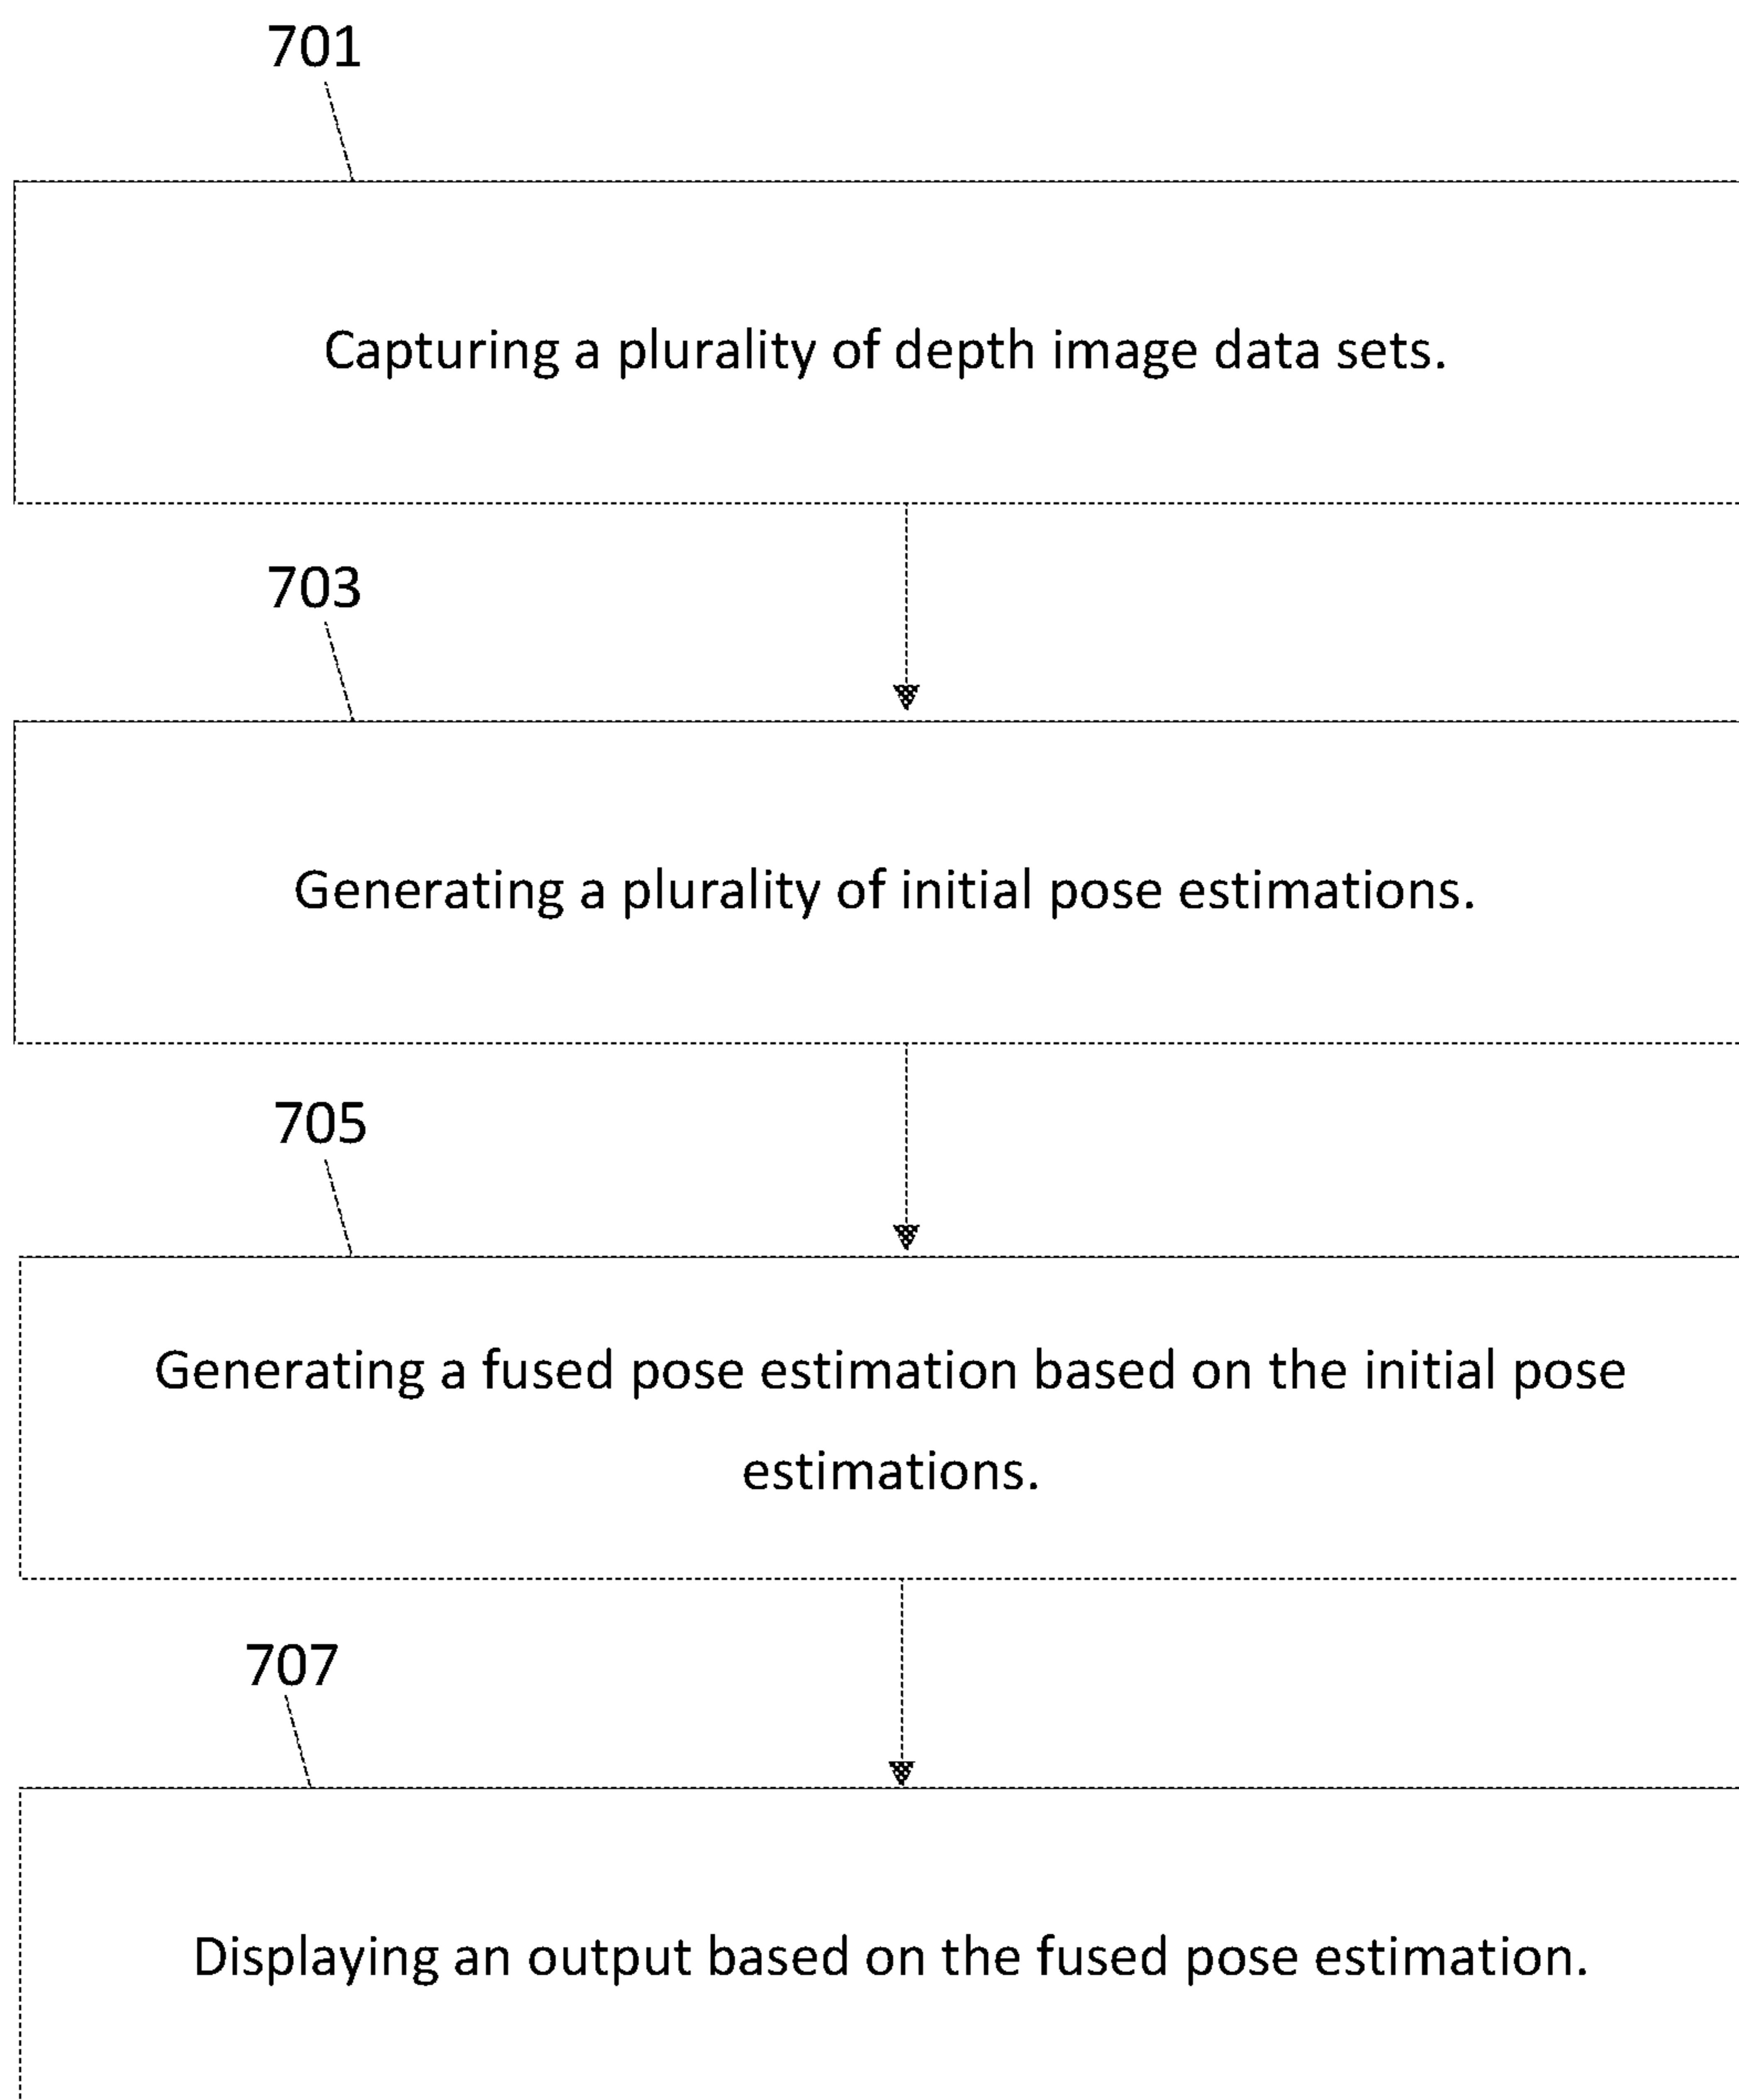 701
Capturing a plurality of depth image data sets.
703
Generating a plurality of initial pose estimations.
705
Generating a fused pose estimation based on the initial pose
estimations.
707
Displaying an output based on the fused pose estimation.